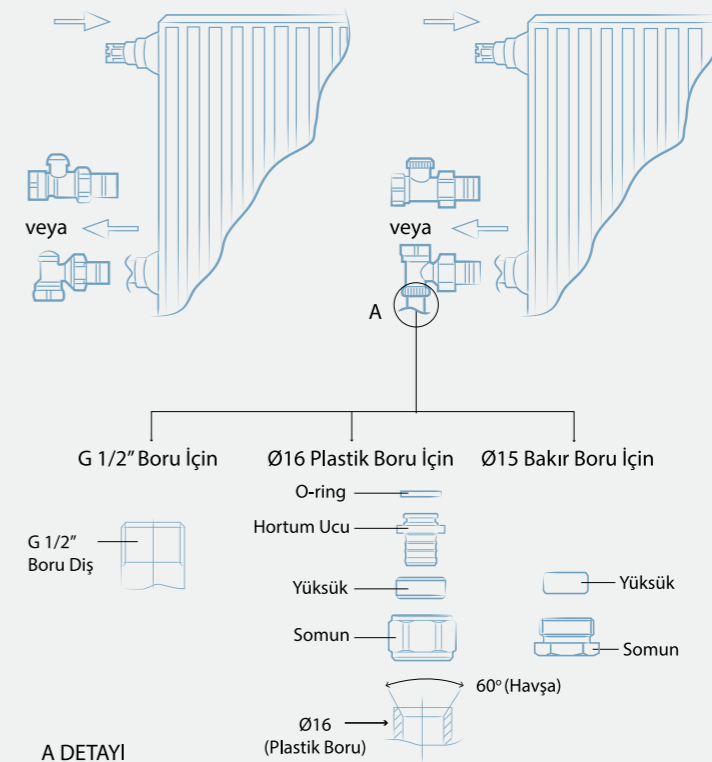 veya
veya
A
G 1/2” Boru İçin
Ø16 Plastik Boru İçin
Ø15 Bakır Boru İçin
G 1/2”
Boru Diş
O-ring
Hortum Ucu
Yüksük
Somun
60° (Havşa)
Ø16
(Plastik Boru)
Yüksük
Somun
A DETAYI